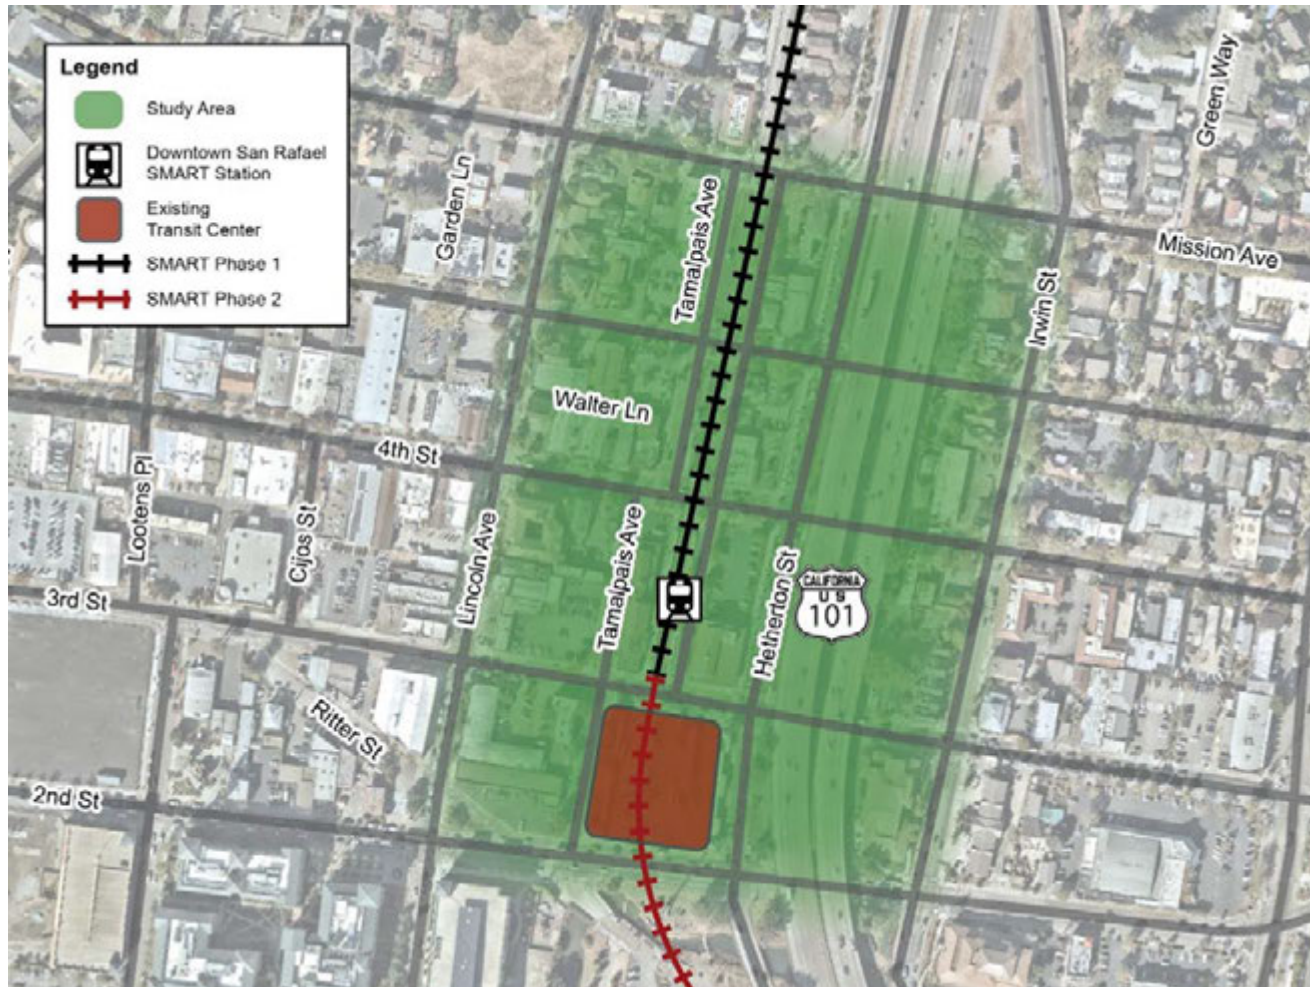 Legend
Study Area
Downtown San Rafael
SMART Station
Existing
Transit Center
SMART Phase 1
SMART Phase 2
Green Way
Garden Ln
Tamalpais Ave
Mission Ave
Irwin St
Walter Ln
4th St
Lootens Pl
Cijos St
Lincoln Ave
Tamalpais Ave
Hetherton St
CALIFORNIA
US
101
3rd St
Ritter St
2nd St